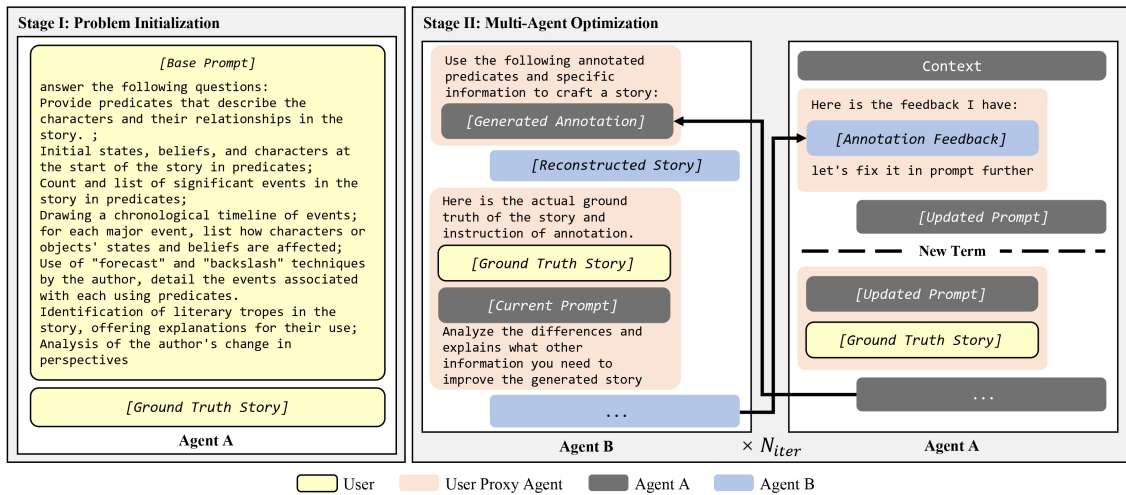 Stage I: Problem Initialization
[Base Prompt]
answer the following questions:
Provide predicates that describe the
characters and their relationships in the
story. ;
Initial states, beliefs, and characters at
the start of the story in predicates;
Count and list of significant events in the
story in predicates;
Drawing a chronological timeline of events;
for each major event, list how characters or
objects' states and beliefs are affected;
Use of "forecast" and "backslash" techniques
by the author, detail the events associated
with each using predicates.
Identification of literary tropes in the
story, offering explanations for their use;
Analysis of the author's change in
perspectives
[Ground Truth Story]
Agent A
Stage II: Multi-Agent Optimization
Use the following annotated
predicates and specific
information to craft a story:
[Generated Annotation]
[Reconstructed Story]
Here is the actual ground
truth of the story and
instruction of annotation.
[Ground Truth Story]
[Current Prompt]
Analyze the differences and
explains what other
information you need to
improve the generated story
...
Agent B
× N_iter
Context
Here is the feedback I have:
[Annotation Feedback]
let's fix it in prompt further
[Updated Prompt]
New Term
[Updated Prompt]
[Ground Truth Story]
...
Agent A
User
User Proxy Agent
Agent A
Agent B